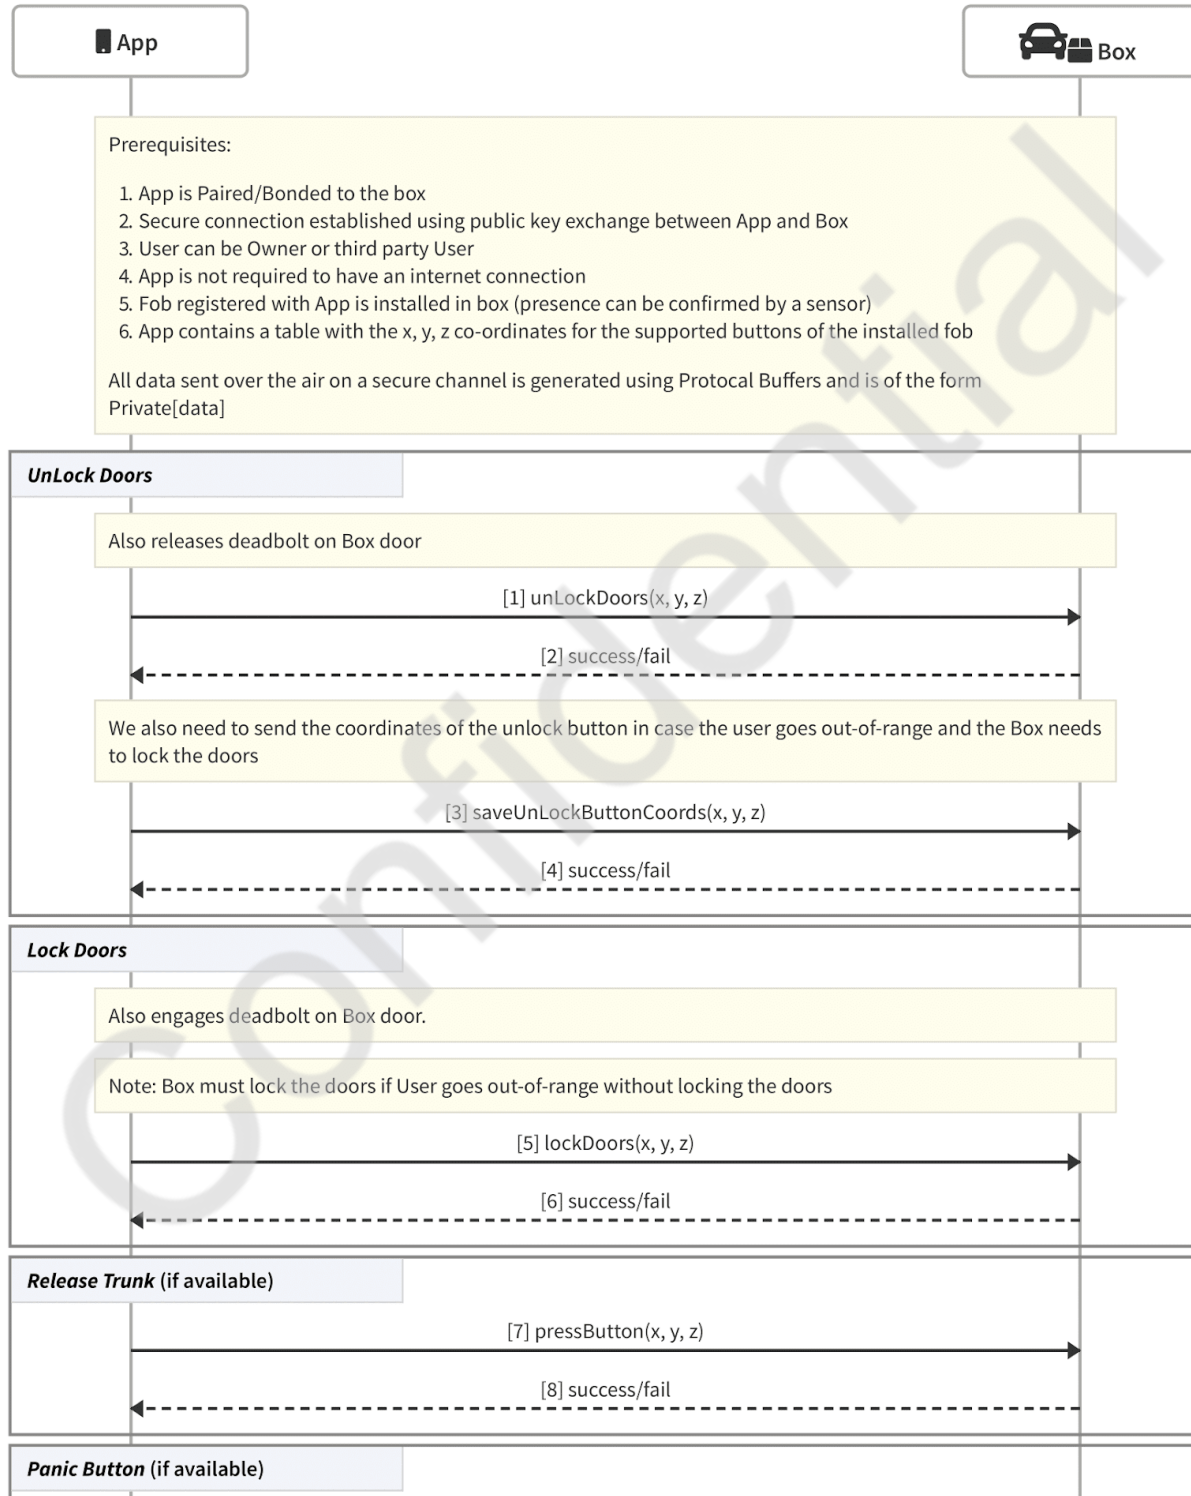 App
Box
Prerequisites:
1. App is Paired/Bonded to the box
2. Secure connection established using public key exchange between App and Box
3. User can be Owner or third party User
4. App is not required to have an internet connection
5. Fob registered with App is installed in box (presence can be confirmed by a sensor)
6. App contains a table with the x, y, z co-ordinates for the supported buttons of the installed fob
All data sent over the air on a secure channel is generated using Protocal Buffers and is of the form
Private[data]
UnLock Doors
Also releases deadbolt on Box door
[1] unLockDoors(x, y, z)
[2] success/fail
We also need to send the coordinates of the unlock button in case the user goes out-of-range and the Box needs
to lock the doors
[3] saveUnLockButtonCoords(x, y, z)
[4] success/fail
Lock Doors
Also engages deadbolt on Box door.
Note: Box must lock the doors if User goes out-of-range without locking the doors
[5] lockDoors(x, y, z)
[6] success/fail
Release Trunk (if available)
[7] pressButton(x, y, z)
[8] success/fail
Panic Button (if available)
Confidential